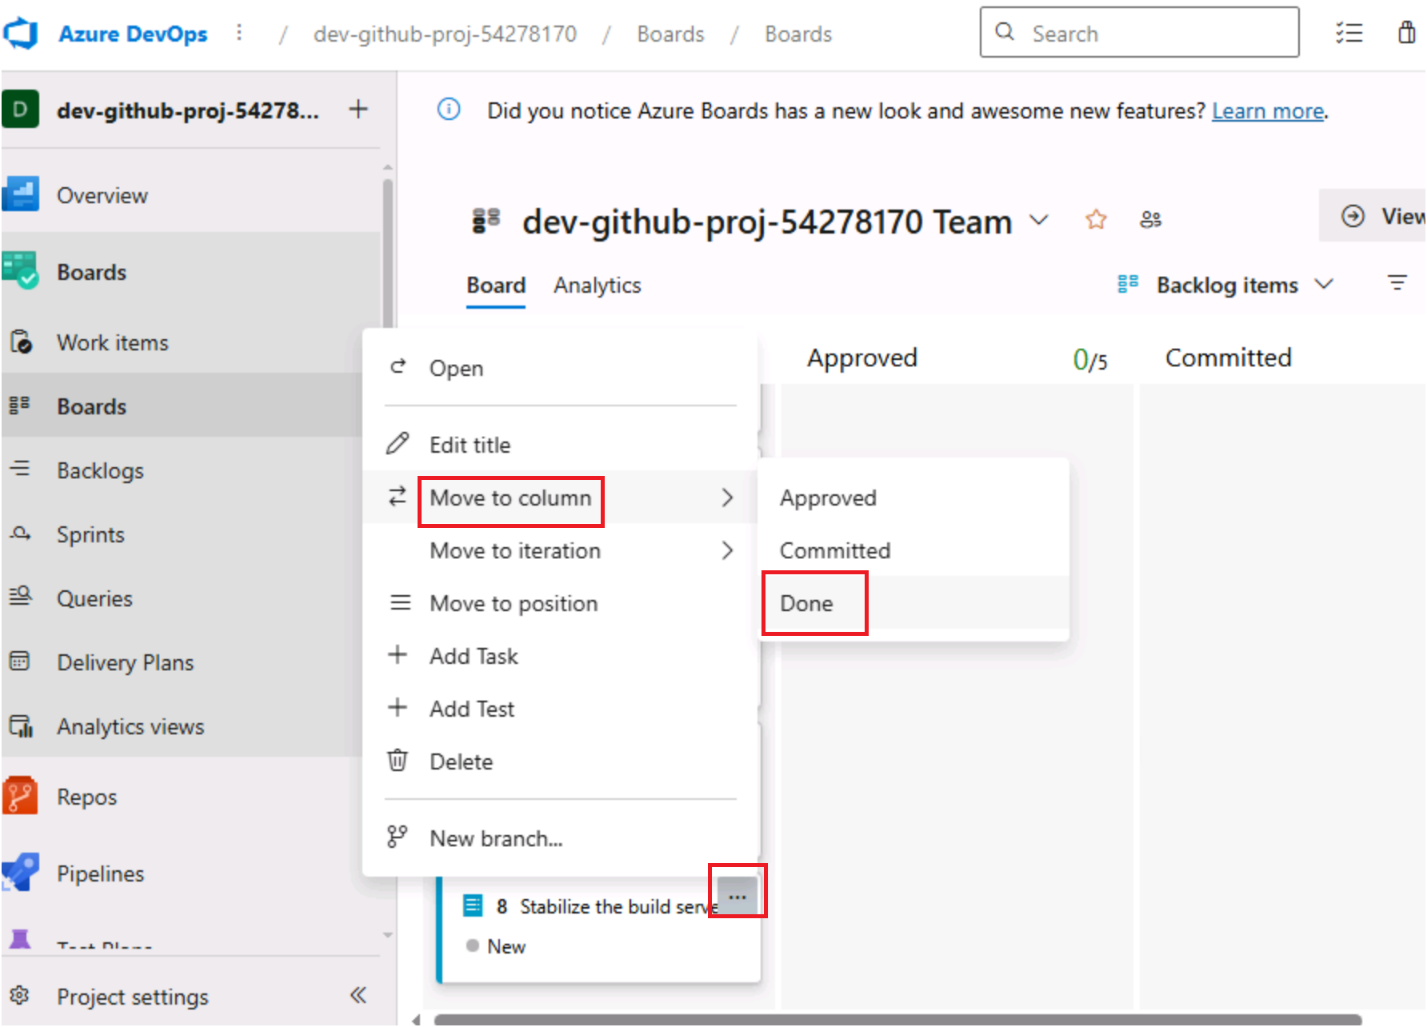 Azure DevOps / dev-github-proj-54278170 / Boards / Boards
Search
D dev-github-proj-54278...
Did you notice Azure Boards has a new look and awesome new features? Learn more.
Overview
Boards
Work items
Boards
Backlogs
Sprints
Queries
Delivery Plans
Analytics views
Repos
Pipelines
Test Plans
Project settings
dev-github-proj-54278170 Team
View
Board Analytics
Backlog items
Approved 0/5 Committed
Open
Edit title
Move to column
Move to iteration
Move to position
Add Task
Add Test
Delete
New branch...
Approved
Committed
Done
8 Stabilize the build serve
...
New